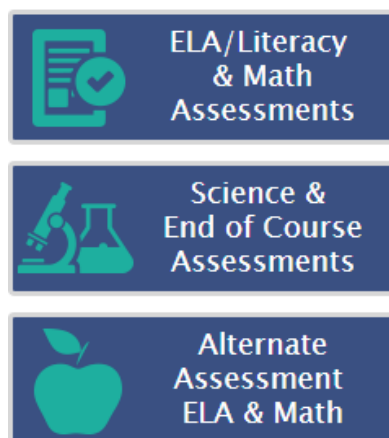 ELA/Literacy
& Math
Assessments
Science &
End of Course
Assessments
Alternate
Assessment
ELA & Math